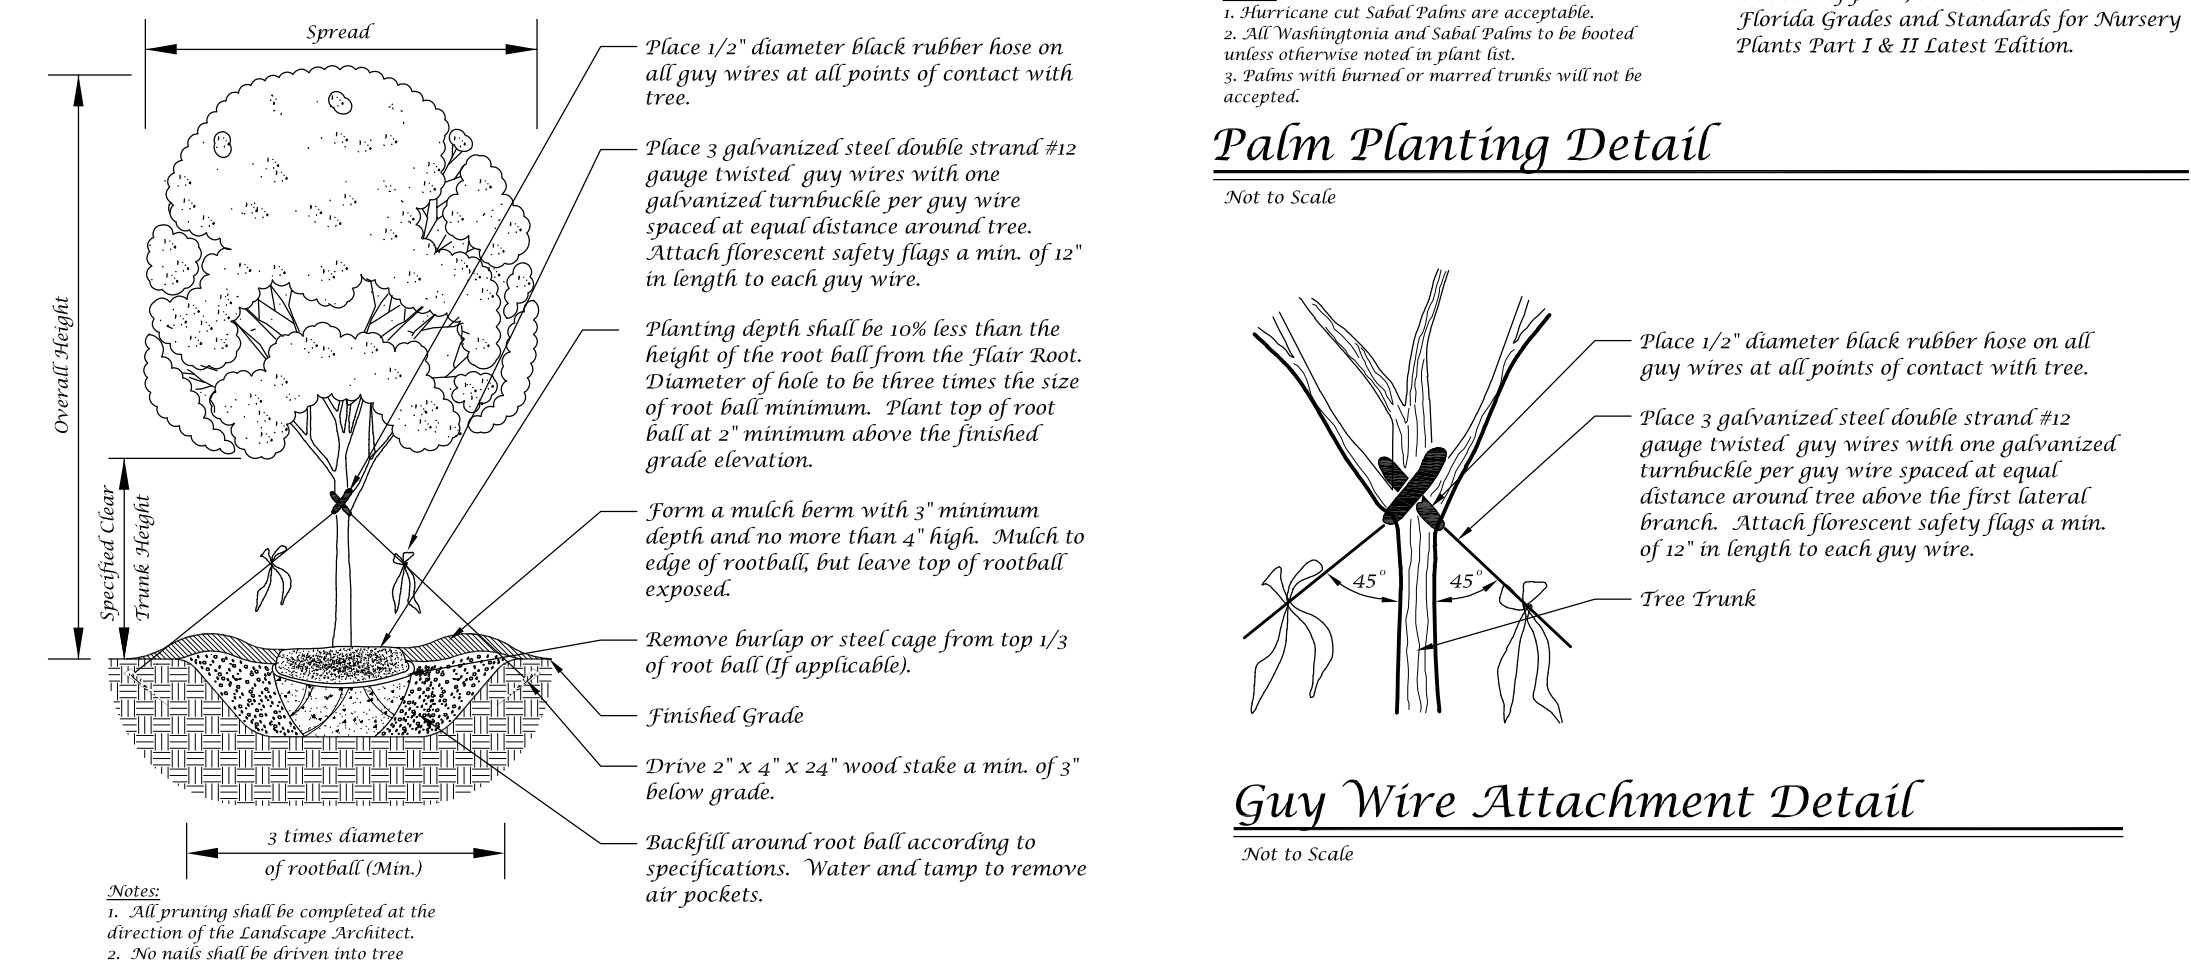 Spread
Overall Height
Specified Clear
Trunk Height
Place 1/2" diameter black rubber hose on
all guy wires at all points of contact with
tree.
Place 3 galvanized steel double strand #12
gauge twisted guy wires with one
galvanized turnbuckle per guy wire
spaced at equal distance around tree.
Attach florescent safety flags a min. of 12"
in length to each guy wire.
Planting depth shall be 10% less than the
height of the root ball from the Flair Root.
Diameter of hole to be three times the size
of root ball minimum. Plant top of root
ball at 2" minimum above the finished
grade elevation.
Form a mulch berm with 3" minimum
depth and no more than 4" high. Mulch to
edge of rootball, but leave top of rootball
exposed.
Remove burlap or steel cage from top 1/3
of root ball (If applicable).
Finished Grade
Drive 2" x 4" x 24" wood stake a min. of 3"
below grade.
Backfill around root ball according to
specifications. Water and tamp to remove
air pockets.
3 times diameter
of rootball (Min.)
Notes:
1. All pruning shall be completed at the
direction of the Landscape Architect.
2. No nails shall be driven into tree
1. Hurricane cut Sabal Palms are acceptable.
2. All Washingtonia and Sabal Palms to be booted
unless otherwise noted in plant list.
3. Palms with burned or marred trunks will not be
accepted.
Florida Grades and Standards for Nursery
Plants Part I & II Latest Edition.
Palm Planting Detail
Not to Scale
Place 1/2" diameter black rubber hose on all
guy wires at all points of contact with tree.
Place 3 galvanized steel double strand #12
gauge twisted guy wires with one galvanized
turnbuckle per guy wire spaced at equal
distance around tree above the first lateral
branch. Attach florescent safety flags a min.
of 12" in length to each guy wire.
45° 45°
Tree Trunk
Guy Wire Attachment Detail
Not to Scale